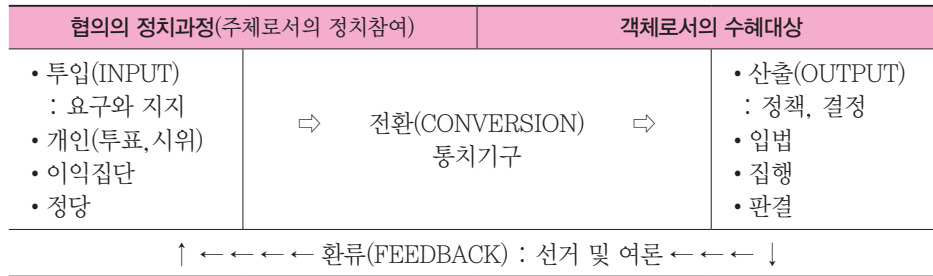 협의의 정치과정(주체로서의 정치참여) 객체로서의 수혜대상
• 투입(INPUT)
: 요구와 지지
• 개인(투표,시위)
• 이익집단
• 정당
⇨ 전환(CONVERSION) ⇨
통치기구
• 산출(OUTPUT)
: 정책, 결정
• 입법
• 집행
• 판결
↑ ← ← ← ← 환류(FEEDBACK) : 선거 및 여론 ← ← ← ↓